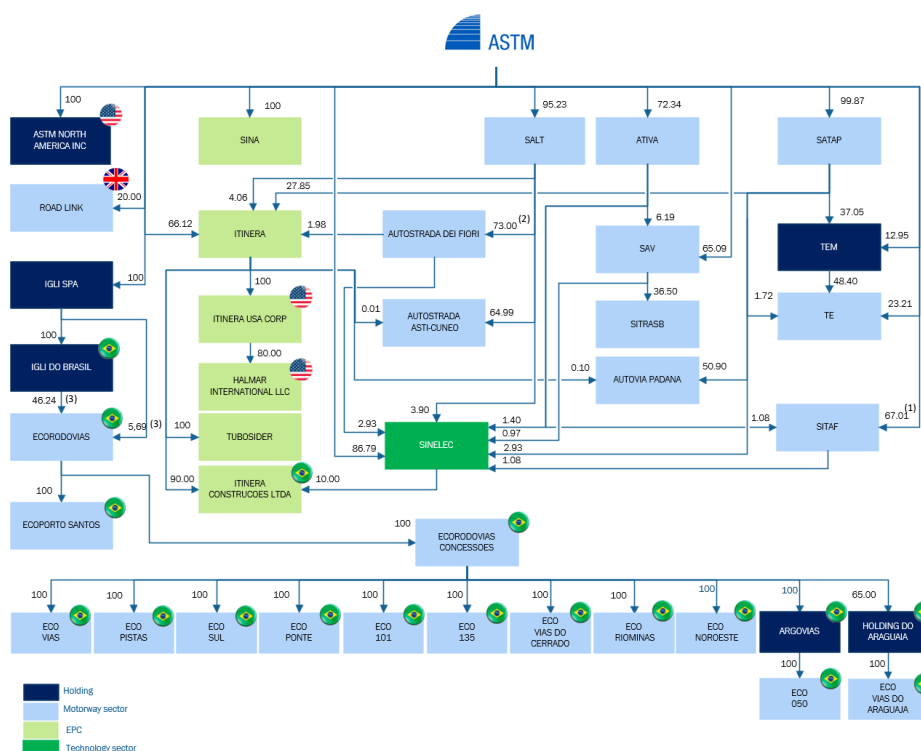 ASTM
100
100
95.23
72.34
99.87
ASTM NORTH
AMERICA INC
SINA
SALT
ATIVA
SATAP
ROAD LINK
20.00
4.06
27.85
66.12
ITINERA
1.98
AUTOSTRADA DEI FIORI
73.00
(2)
6.19
SAV
65.09
37.05
TEM
12.95
IGLI SPA
100
100
ITINERA USA CORP
0.01
AUTOSTRADA
ASTI-CUNEO
64.99
36.50
SITRASB
48.40
1.72
TE
23.21
100
IGLI DO BRASIL
80.00
HALMAR
INTERNATIONAL LLC
0.10
AUTOVIA PADANA
50.90
46.24
(3)
ECORODOVIAS
5,69
(3)
100
TUBOSIDER
2.93
3.90
86.79
SINELEC
1.40
0.97
2.93
1.08
1.08
SITAF
67.01
(1)
90.00
ITINERA
CONSTRUCOES LTDA
10.00
100
ECOPORTO SANTOS
100
ECORODOVIAS
CONCESSOES
100
100
100
100
100
100
100
100
100
100
65.00
ECO
VIAS
ECO
PISTAS
ECO
SUL
ECO
PONTE
ECO
101
ECO
135
ECO
VIAS DO
CERRADO
ECO
RIOMINAS
ECO
NOROESTE
ARGOVIAS
HOLDING DO
ARAGUAIA
100
100
ECO
050
ECO
VIAS DO
ARAGUAJA
Holding
Motorway sector
EPC
Technology sector